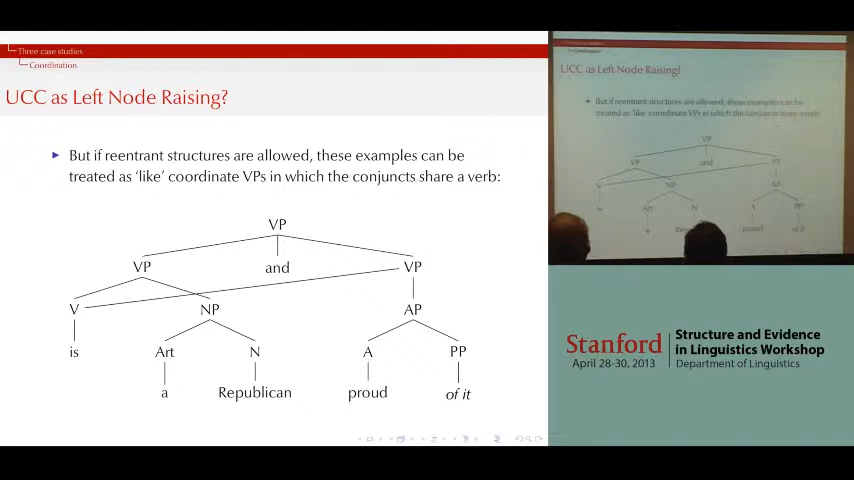 Three case studies
Coordination
UCC as Left Node Raising?
But if reentrant structures are allowed, these examples can be
treated as ‘like’ coordinate VPs in which the conjuncts share a verb:
VP
VP and VP
V NP AP
is Art N A PP
a Republican proud of it
Coordination
UCC as Left Node Raising?
But if reentrant structures are allowed, these examples can be
treated as ‘like’ coordinate VPs in which the conjuncts share a verb:
VP
VP and VP
V NP AP
is Art N A PP
a proud of it
Stanford
April 28-30, 2013
Structure and Evidence
in Linguistics Workshop
Department of Linguistics